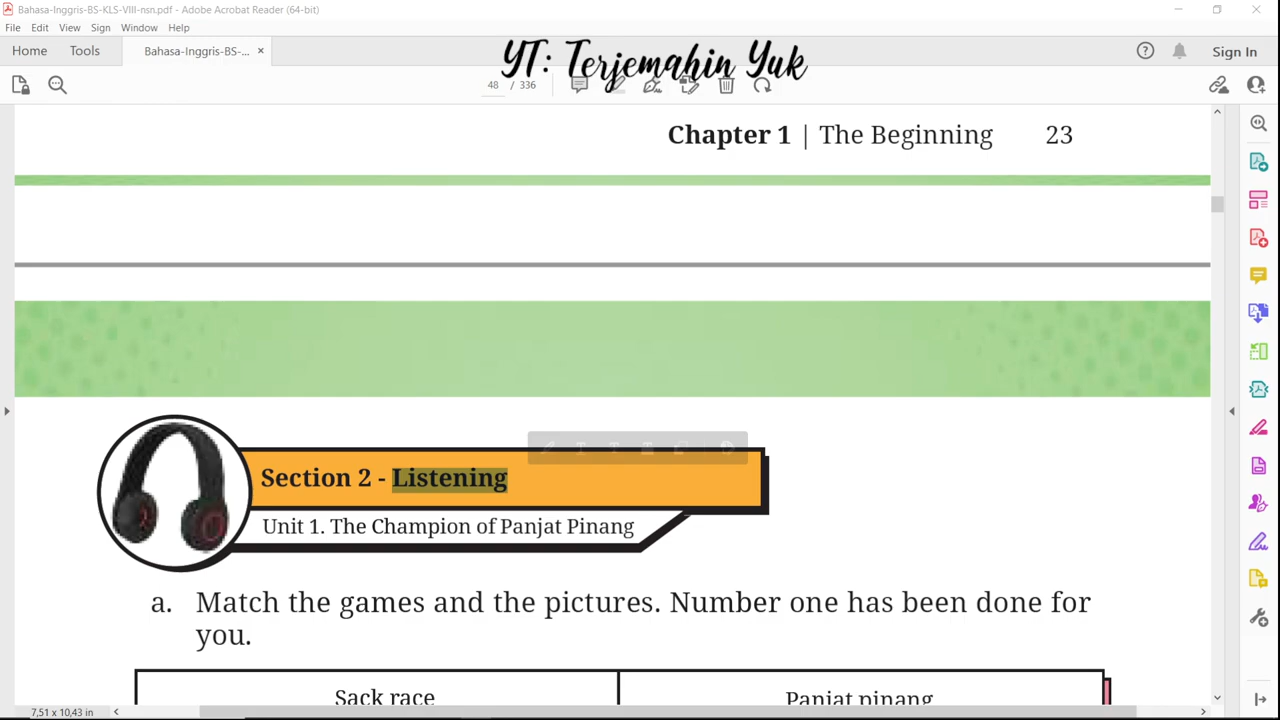 Bahasa-Inggris-BS-KLS-VIII-nsn.pdf - Adobe Acrobat Reader (64-bit)
File Edit View Sign Window Help
Home Tools Bahasa-Inggris-BS-... × Sign In
YT: Terjemahin Yuk
48 / 336
Chapter 1 | The Beginning 23
Section 2 - Listening
Unit 1. The Champion of Panjat Pinang
a. Match the games and the pictures. Number one has been done for
you.
Sack race Panjat pinang
7,51 x 10,43 in